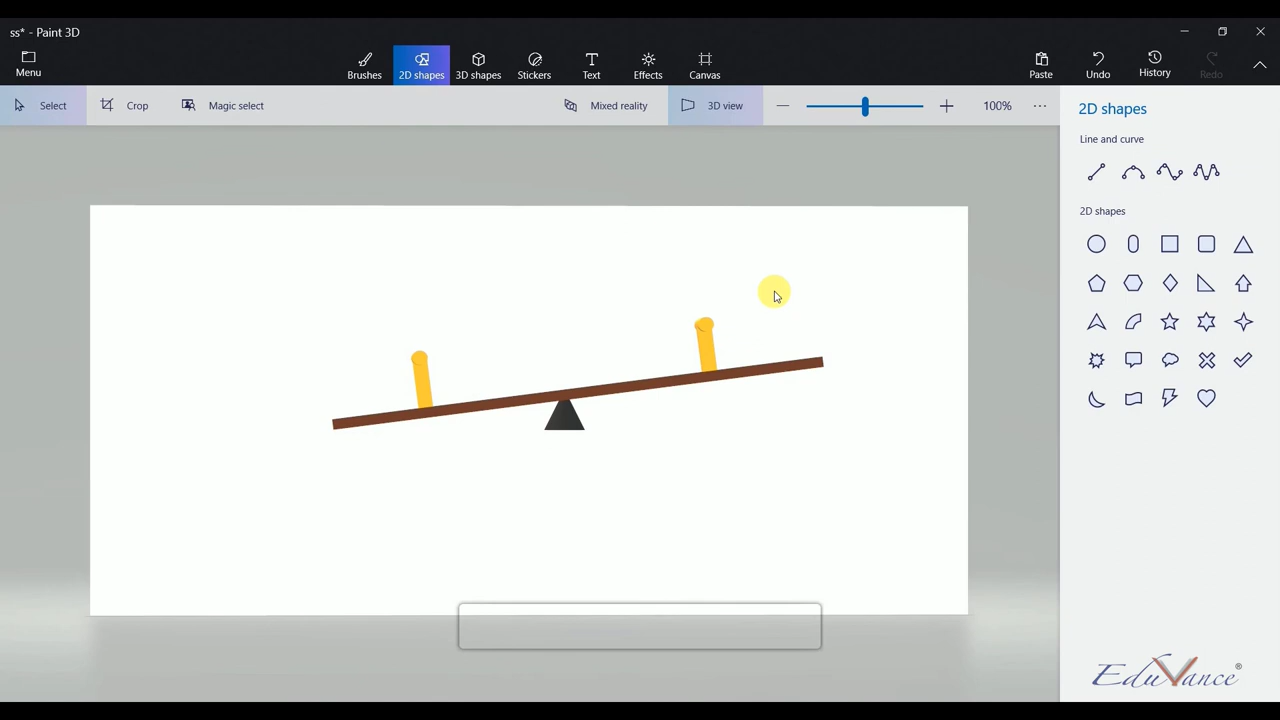 ss* - Paint 3D
Menu
Brushes
2D shapes
3D shapes
Stickers
Text
Effects
Canvas
Paste
Undo
History
Redo
Select
Crop
Magic select
Mixed reality
3D view
100%
2D shapes
Line and curve
2D shapes
EduVance®